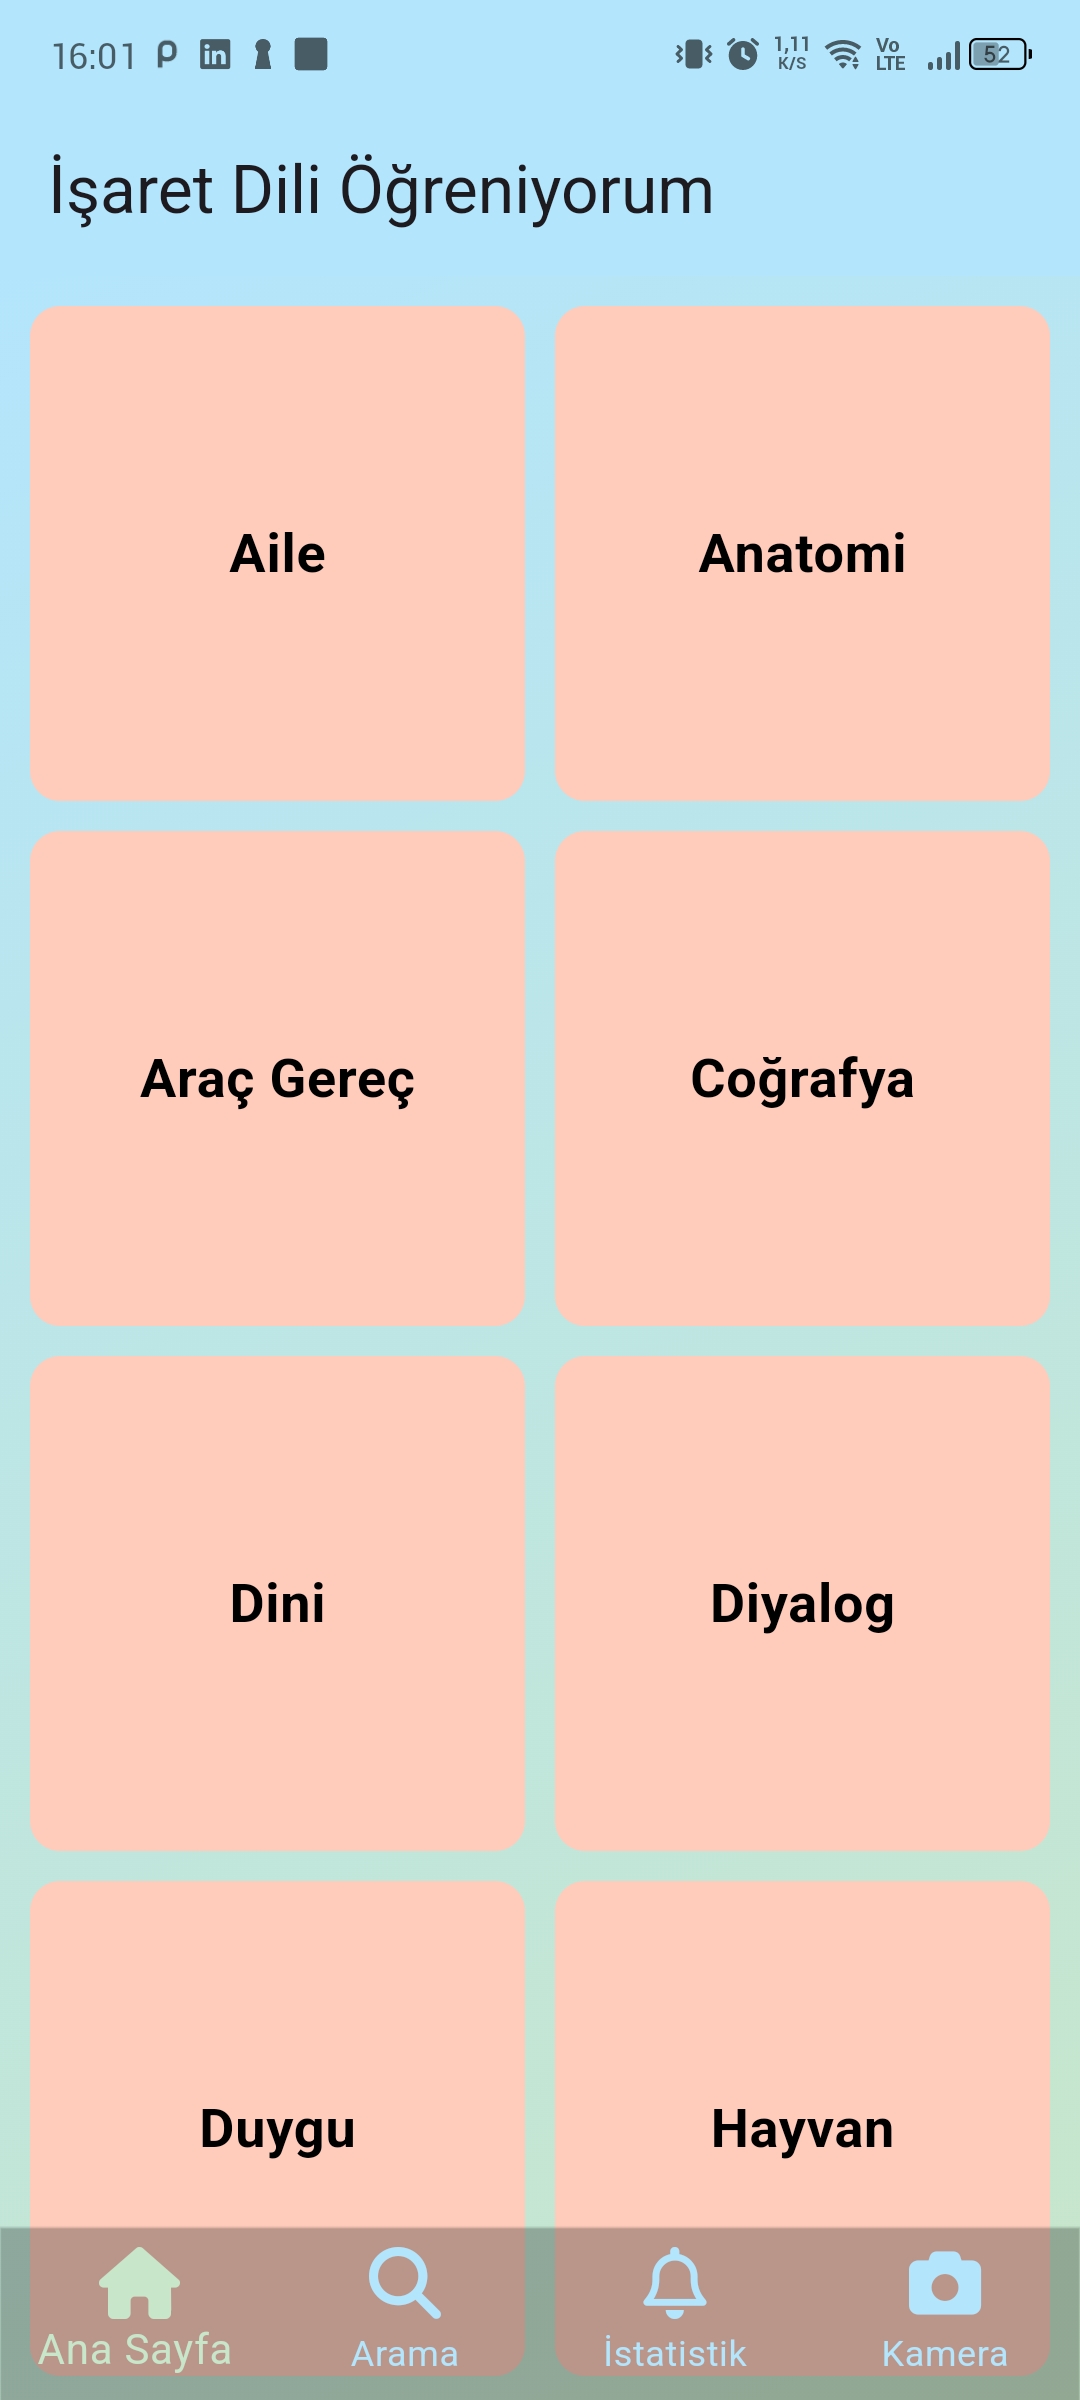 16:01
1,11
K/S
Vo
LTE
52
İşaret Dili Öğreniyorum
Aile
Anatomi
Araç Gereç
Coğrafya
Dini
Diyalog
Duygu
Hayvan
Ana Sayfa
Arama
İstatistik
Kamera